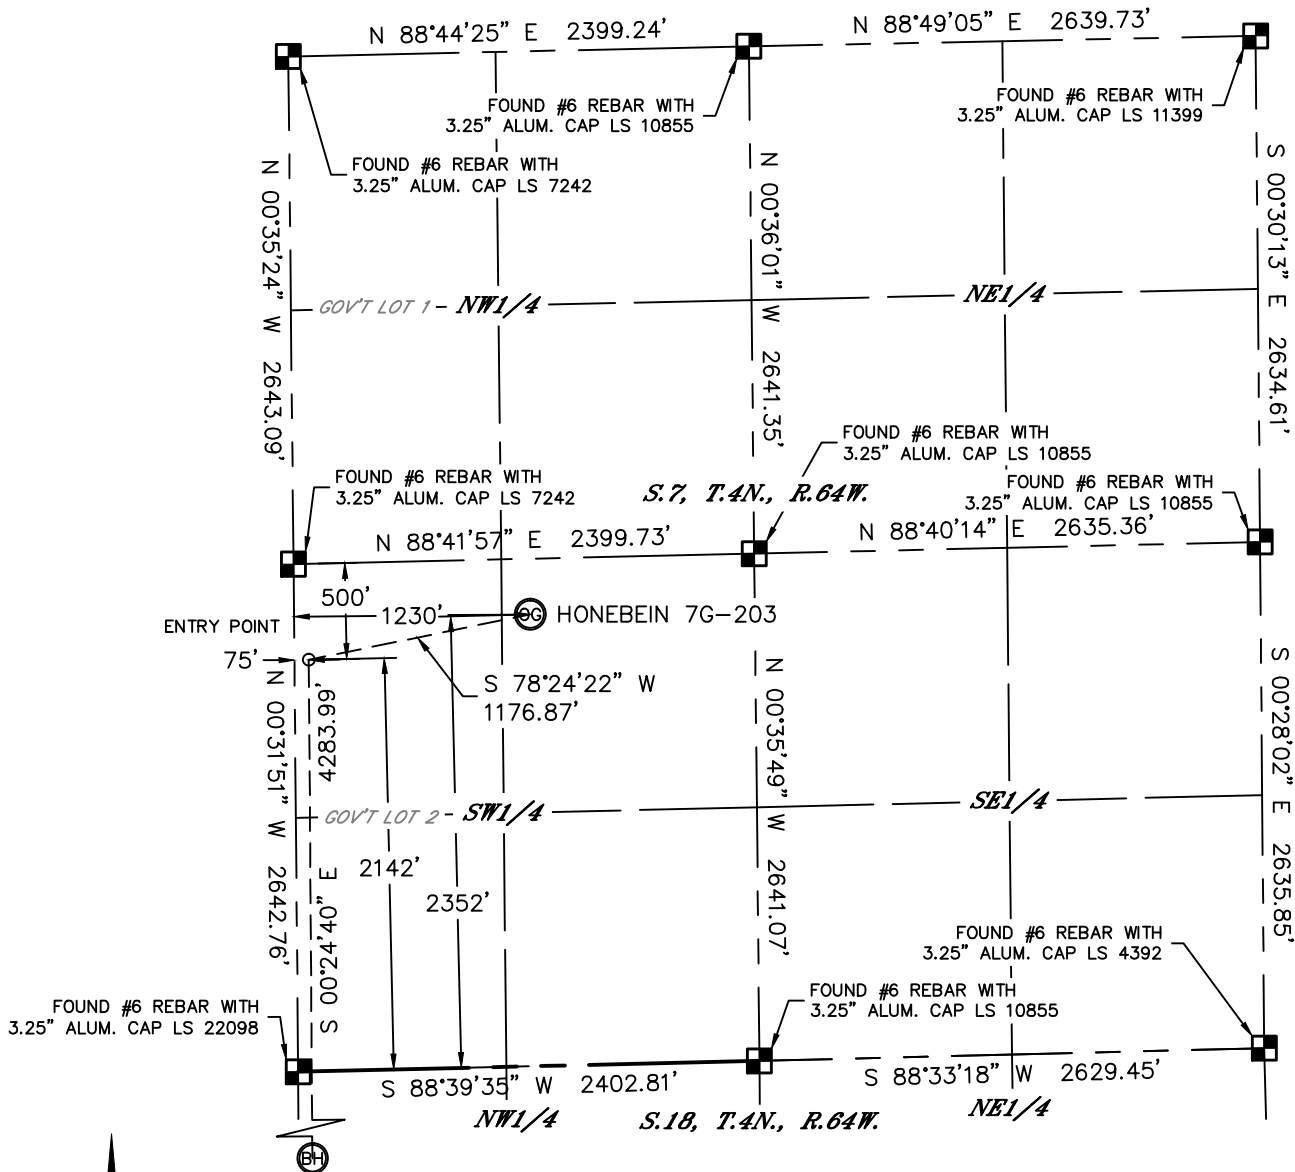 N 88°44'25" E 2399.24'
N 88°49'05" E 2639.73'
FOUND #6 REBAR WITH
3.25" ALUM. CAP LS 10855
FOUND #6 REBAR WITH
3.25" ALUM. CAP LS 11399
FOUND #6 REBAR WITH
3.25" ALUM. CAP LS 7242
N 00°35'24" W 2643.09'
N 00°36'01" W 2641.35'
S 00°30'13" E 2634.61'
GOV'T LOT 1
NW1/4
NE1/4
FOUND #6 REBAR WITH
3.25" ALUM. CAP LS 10855
FOUND #6 REBAR WITH
3.25" ALUM. CAP LS 7242
S.7, T.4N., R.64W.
FOUND #6 REBAR WITH
3.25" ALUM. CAP LS 10855
N 88°41'57" E 2399.73'
N 88°40'14" E 2635.36'
500'
1230'
OG
HONEBEIN 7G-203
ENTRY POINT
75'
S 78°24'22" W
1176.87'
N 00°31'51" W 2642.76'
S 00°24'40" E 4283.99'
N 00°35'49" W 2641.07'
S 00°28'02" E 2635.85'
GOV'T LOT 2
SW1/4
SE1/4
2142'
2352'
FOUND #6 REBAR WITH
3.25" ALUM. CAP LS 4392
FOUND #6 REBAR WITH
3.25" ALUM. CAP LS 22098
FOUND #6 REBAR WITH
3.25" ALUM. CAP LS 10855
S 88°39'35" W 2402.81'
S 88°33'18" W 2629.45'
NW1/4
S.18, T.4N., R.64W.
NE1/4
BH